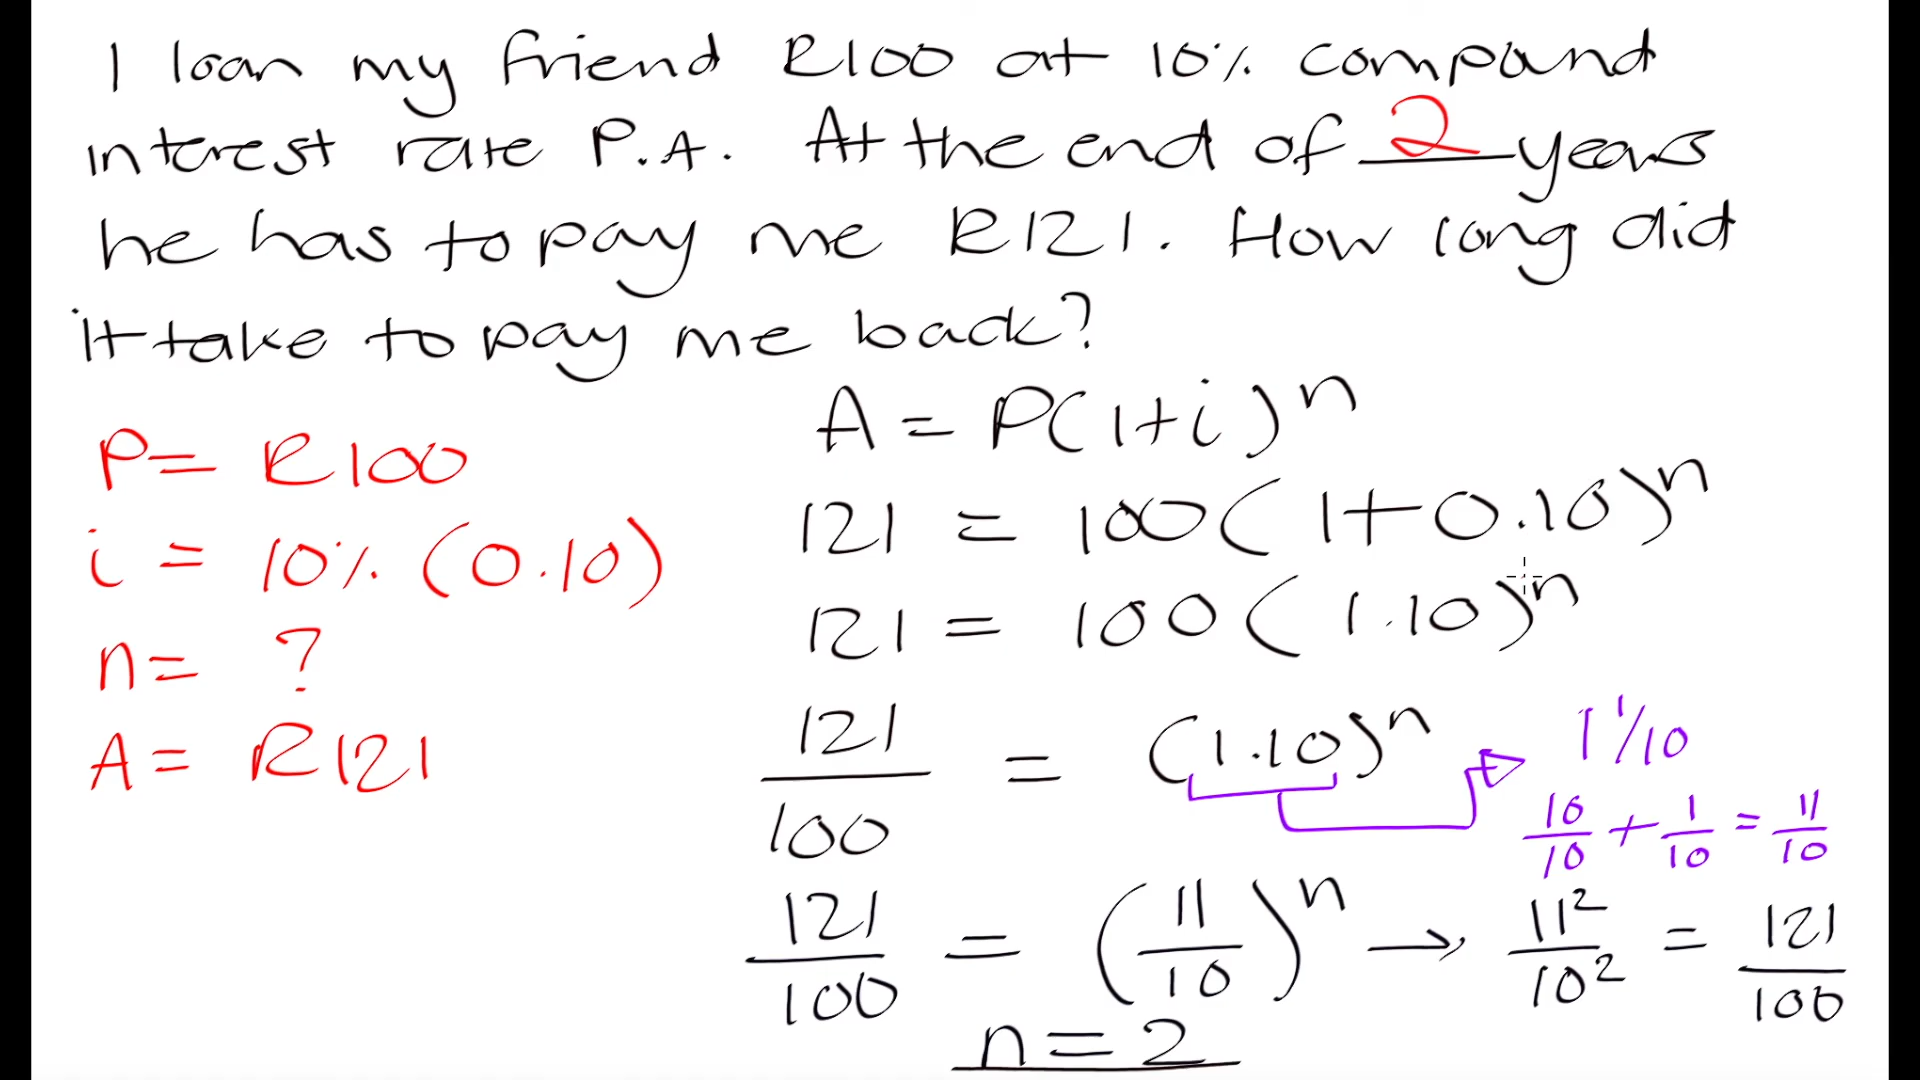 I loan my friend R100 at 10% compound
interest rate P.A. At the end of 2 years
he has to pay me R121. How long did
it take to pay me back?
P = R100
i = 10% (0.10)
n = ?
A = R121
A = P(1+i)^n
121 = 100(1+0.10)^n
121 = 100(1.10)^n
121/100 = (1.10)^n
1 1/10
10/10 + 1/10 = 11/10
121/100 = (11/10)^n → 11²/10² = 121/100
n = 2